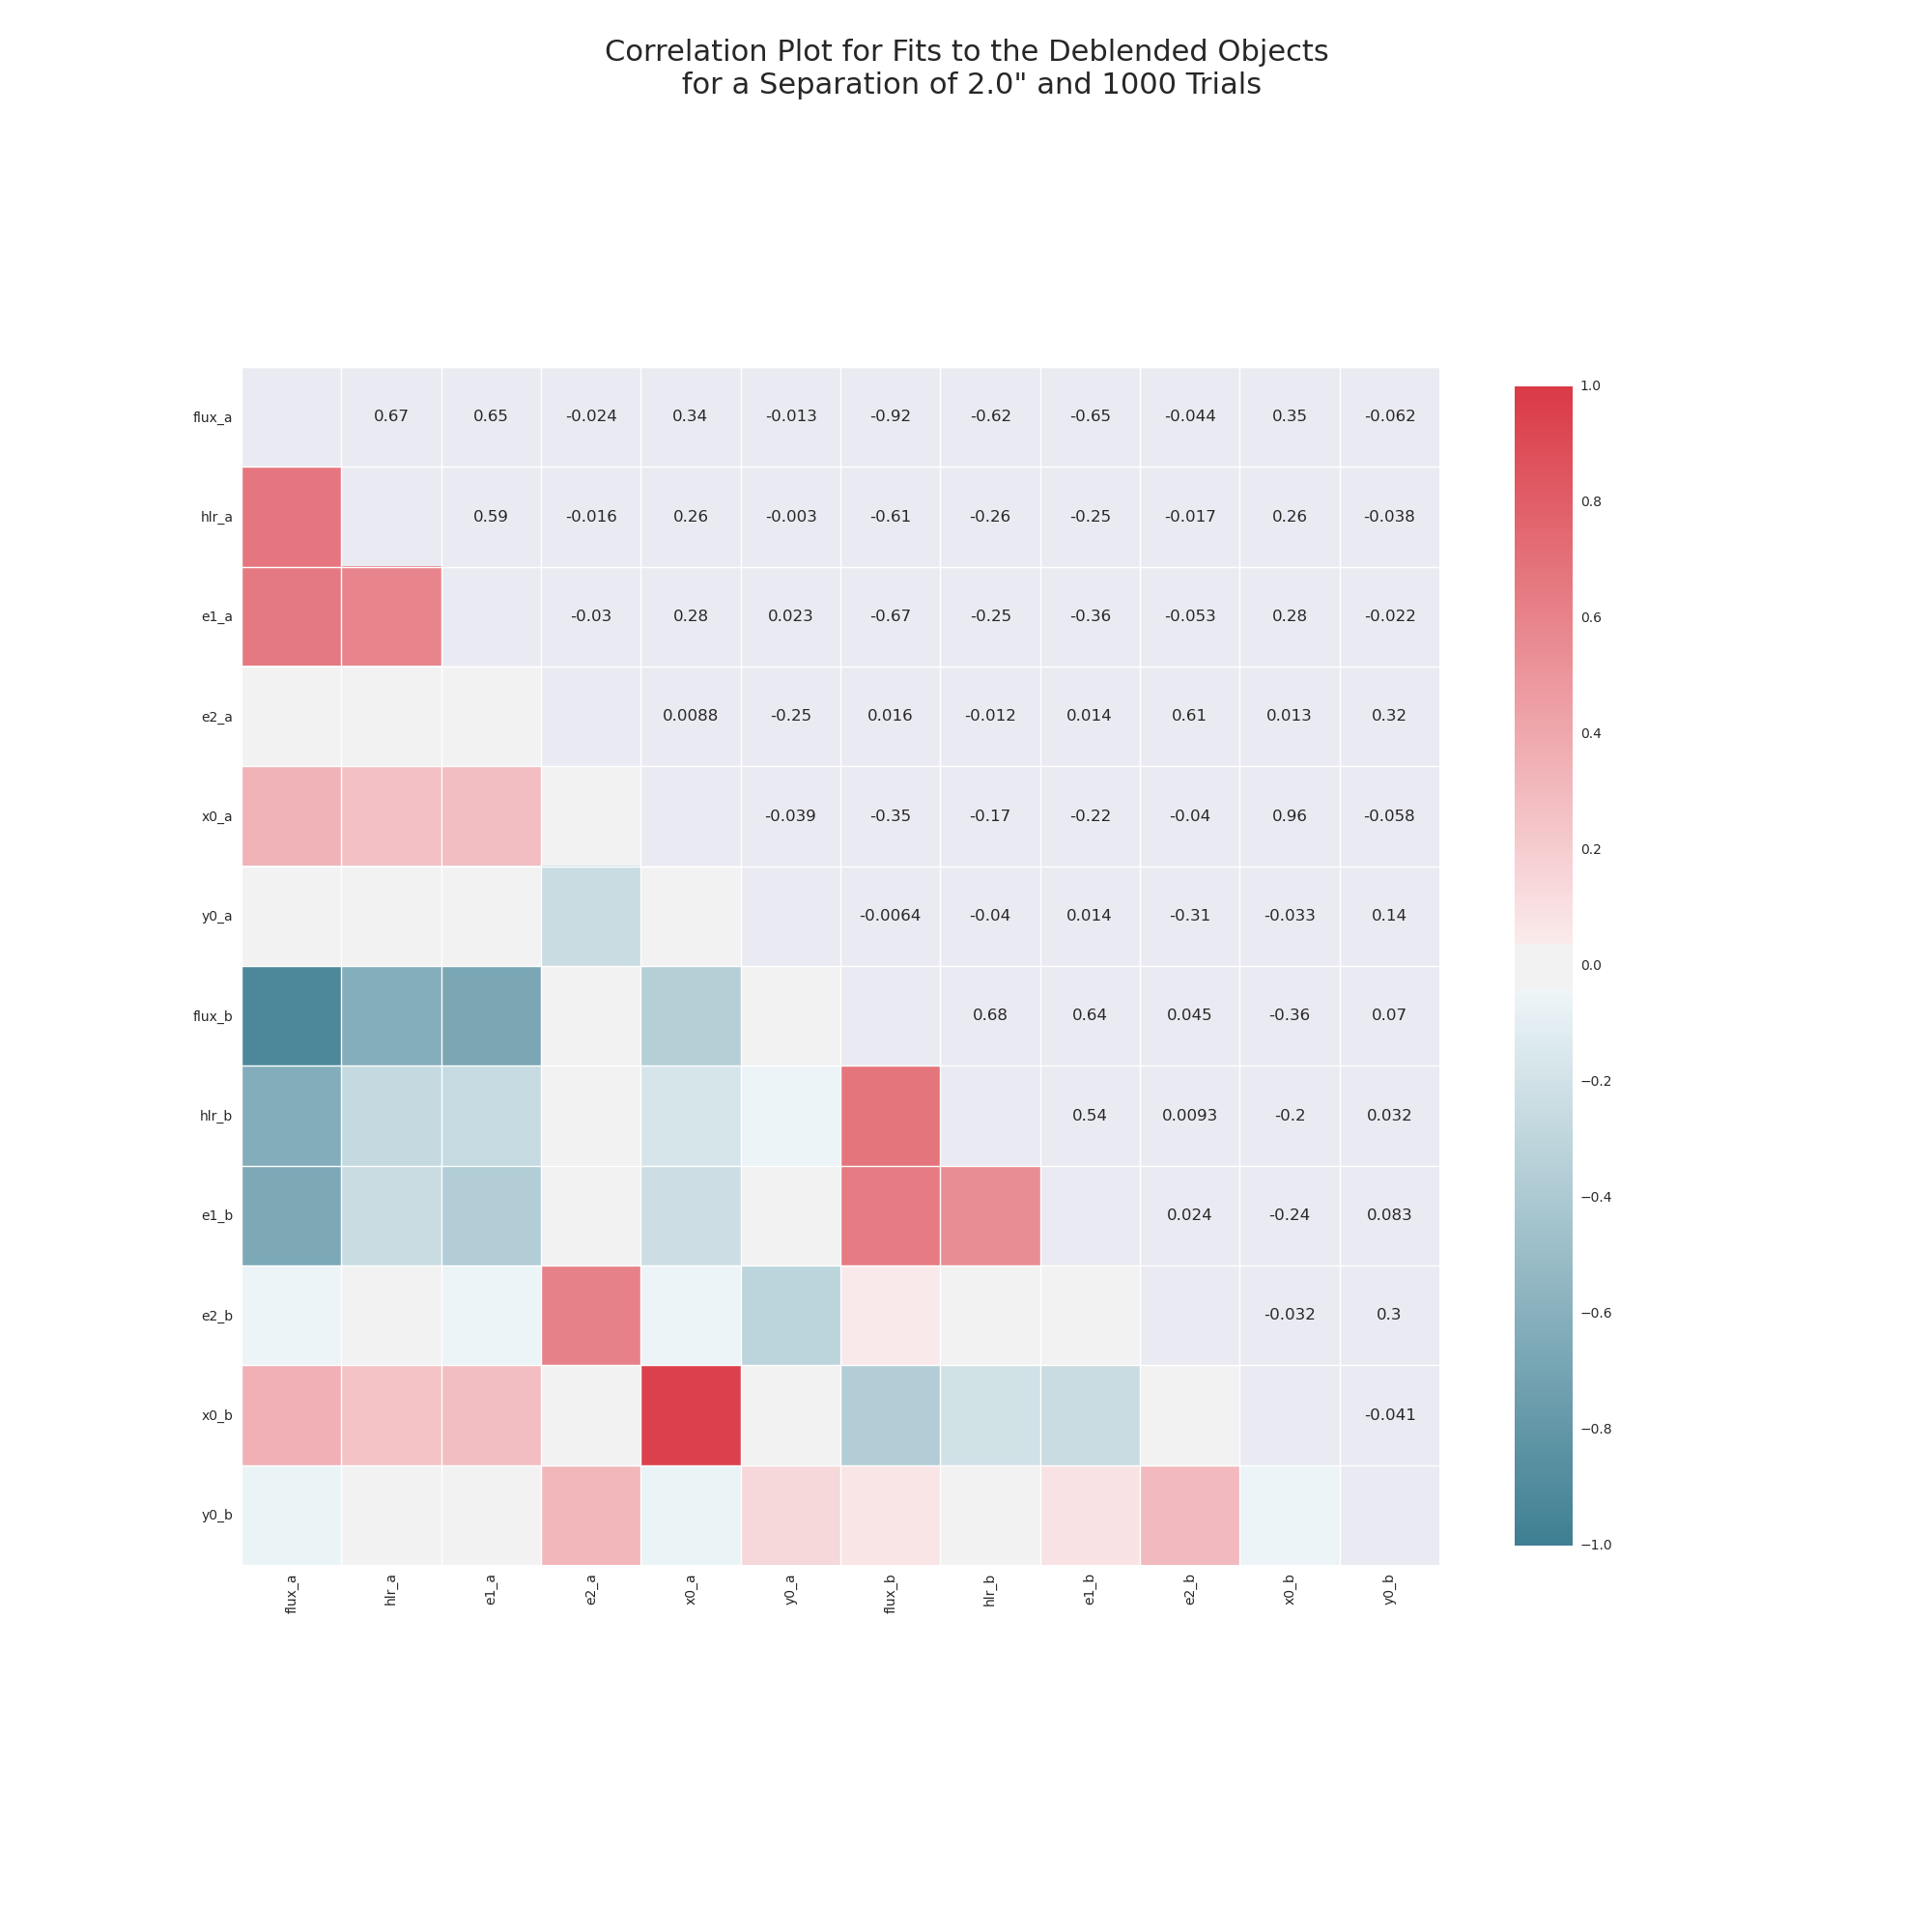 Correlation Plot for Fits to the Deblended Objects
for a Separation of 2.0" and 1000 Trials
flux_a 0.67 0.65 -0.024 0.34 -0.013 -0.92 -0.62 -0.65 -0.044 0.35 -0.062
hlr_a 0.59 -0.016 0.26 -0.003 -0.61 -0.26 -0.25 -0.017 0.26 -0.038
e1_a -0.03 0.28 0.023 -0.67 -0.25 -0.36 -0.053 0.28 -0.022
e2_a 0.0088 -0.25 0.016 -0.012 0.014 0.61 0.013 0.32
x0_a -0.039 -0.35 -0.17 -0.22 -0.04 0.96 -0.058
y0_a -0.0064 -0.04 0.014 -0.31 -0.033 0.14
flux_b 0.68 0.64 0.045 -0.36 0.07
hlr_b 0.54 0.0093 -0.2 0.032
e1_b 0.024 -0.24 0.083
e2_b -0.032 0.3
x0_b -0.041
y0_b
flux_a hlr_a e1_a e2_a x0_a y0_a flux_b hlr_b e1_b e2_b x0_b y0_b
1.0
0.8
0.6
0.4
0.2
0.0
−0.2
−0.4
−0.6
−0.8
−1.0